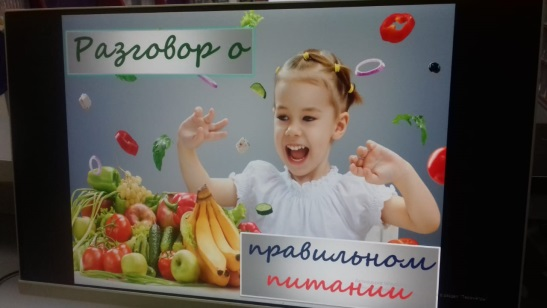 Разговор о
правильном
питании